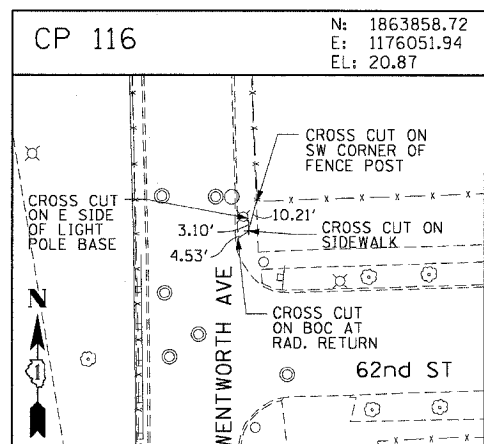 CP 116
N: 1863858.72
E: 1176051.94
EL: 20.87
CROSS CUT ON
SW CORNER OF
FENCE POST
CROSS CUT
ON E SIDE
OF LIGHT
POLE BASE
10.21'
3.10'
4.53'
CROSS CUT ON
SIDEWALK
CROSS CUT
ON BOC AT
RAD. RETURN
N
1
WENTWORTH AVE
62nd ST